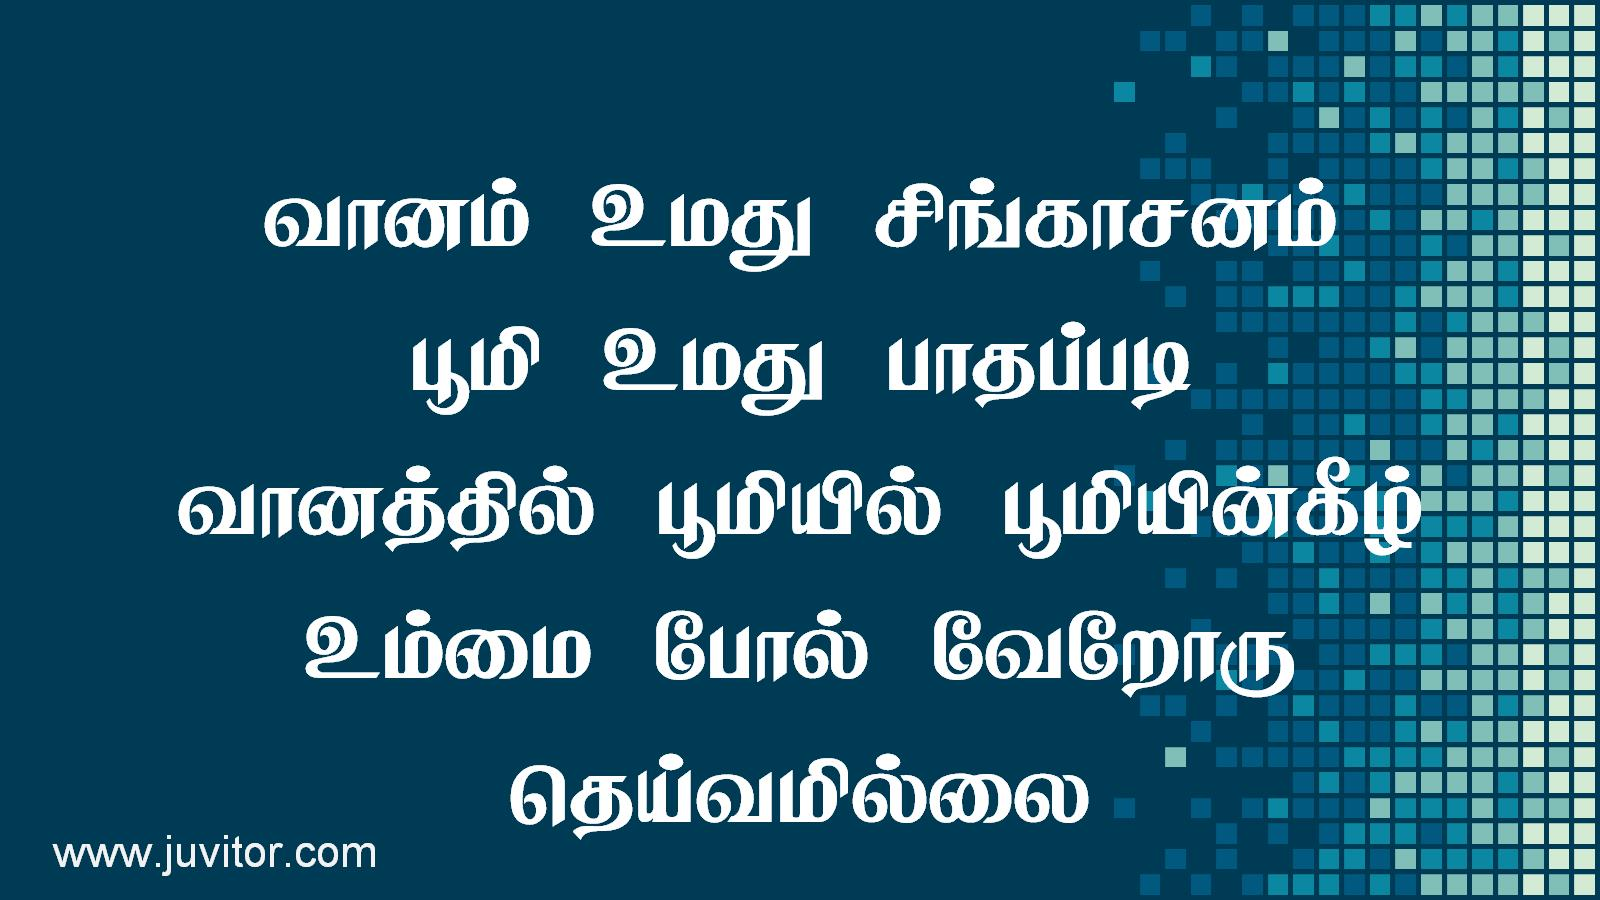 வானம் உமது சிங்காசனம்
பூமி உமது பாதப்படி
வானத்தில் பூமியில் பூமியின்கீழ்
உம்மை போல் வேறோரு
தெய்வமில்லை
www.juvitor.com